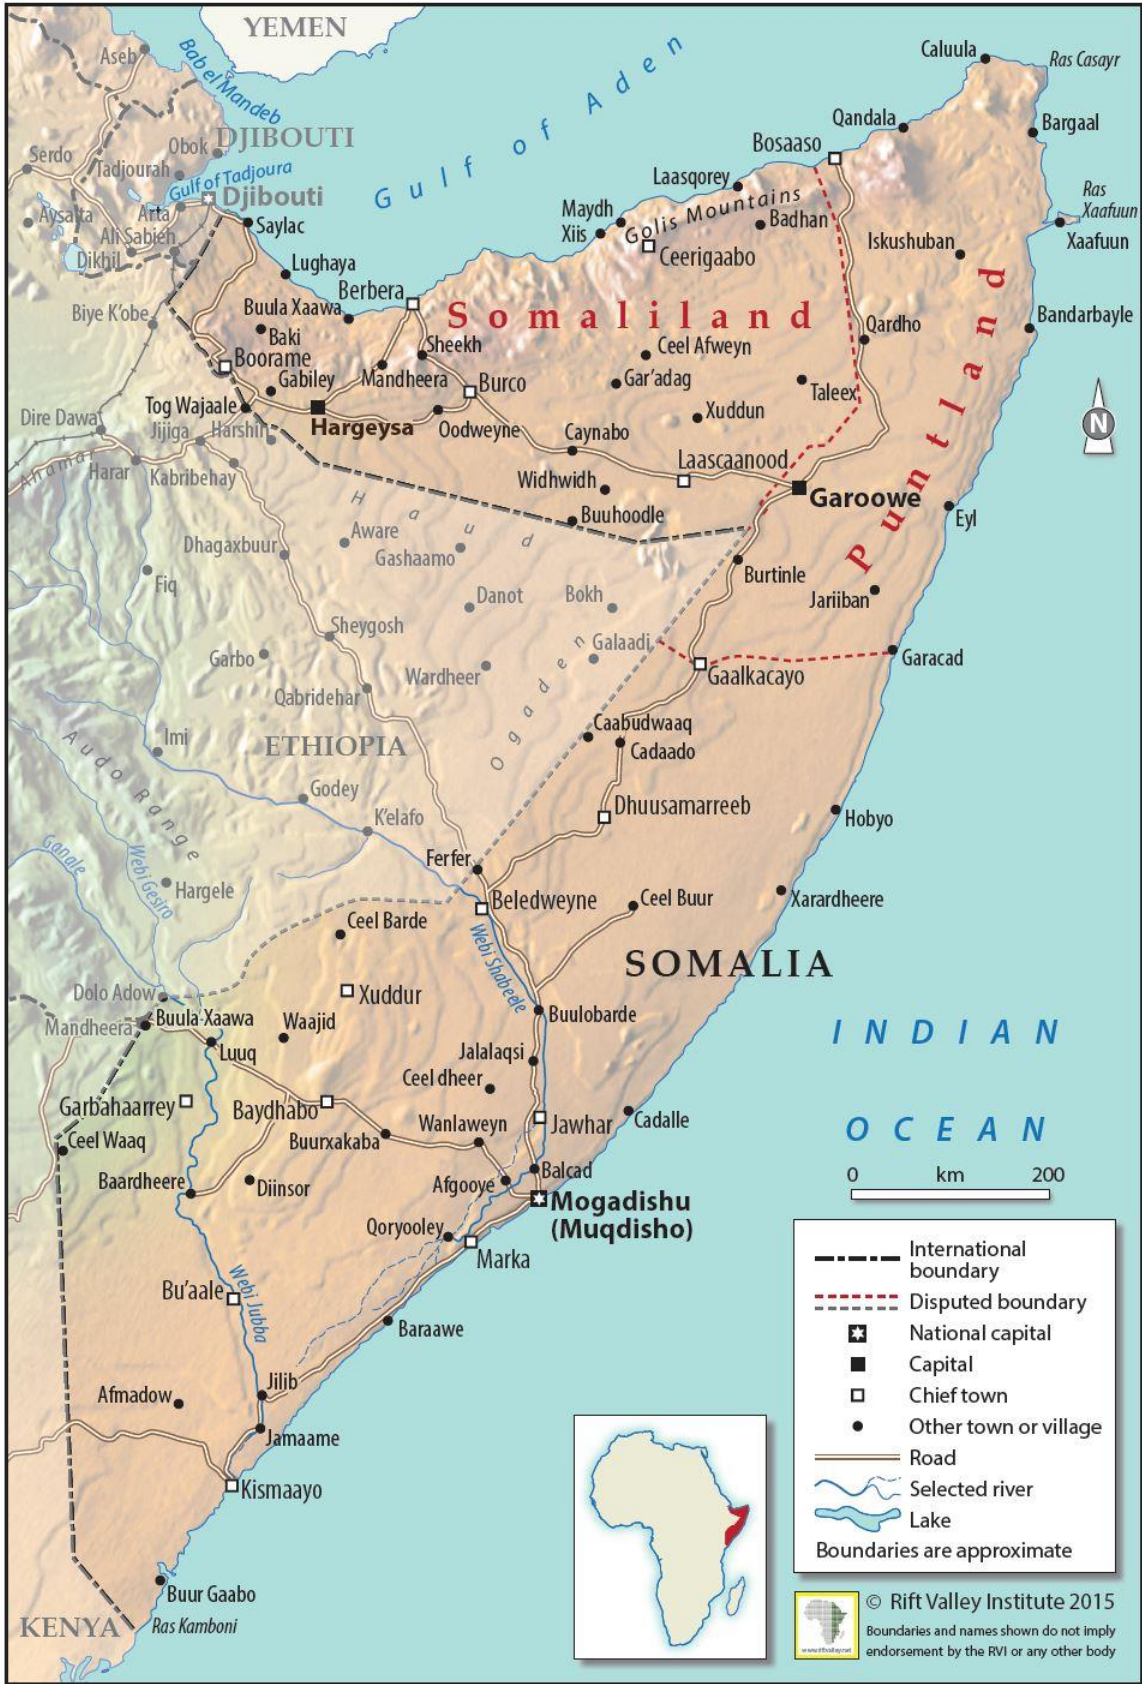 YEMEN
Aseb
Bab el Mandeb
DJIBOUTI
Obok
Serdo
Tadjourah
Gulf of Tadjoura
Djibouti
Aysaita
Arta
Ali Sabieh
Dikhil
Saylac
Gulf of Aden
Caluula
Ras Casayr
Qandala
Bargaal
Bosaaso
Laasqorey
Ras
Xaafuun
Maydh
Xiis
Golis Mountains
Badhan
Xaafuun
Iskushuban
Ceerigaabo
Lughaya
Berbera
Biye K'obe
Buula Xaawa
Somaliland
Puntland
Bandarbayle
Baki
Qardho
Boorame
Sheekh
Ceel Afweyn
Gabiley
Mandheera
Burco
Gar'adag
Taleex
Tog Wajaale
Xuddun
N
Dire Dawa
Hargeysa
Oodweyne
Jijiga
Harshin
Caynabo
Laascaanood
Ahamar
Harar
Kabribehay
Widhwidh
Garoowe
Haud
Buuhoodle
Eyl
Aware
Dhagaxbuur
Gashaamo
Burtinle
Fiq
Danot
Bokh
Jariiban
Sheygosh
Galaadi
Garacad
Garbo
Wardheer
Gaalkacayo
Qabridehar
Ogaden
Caabudwaaq
Imi
ETHIOPIA
Cadaado
Audo Range
Godey
Dhuusamarreeb
K'elafo
Hobyo
Ganale
Webi Gesiro
Ferfer
Hargele
Beledweyne
Ceel Buur
Xarardheere
Ceel Barde
Webi Shabeele
SOMALIA
Dolo Adow
Xuddur
Mandheera
Buula Xaawa
Waajid
Buulobarde
INDIAN
OCEAN
Luuq
Jalalaqsi
Ceel dheer
Garbahaarrey
Baydhabo
Wanlaweyn
Jawhar
Cadalle
Ceel Waaq
Buurxakaba
Baardheere
Diinsor
Afgooye
Balcad
Mogadishu
(Muqdisho)
Qoryooley
Marka
Bu'aale
Webi Jubba
Baraawe
Jilib
Afmadow
Jamaame
Kismaayo
Buur Gaabo
KENYA
Ras Kamboni
0 km 200
International
boundary
Disputed boundary
National capital
Capital
Chief town
Other town or village
Road
Selected river
Lake
Boundaries are approximate
© Rift Valley Institute 2015
Boundaries and names shown do not imply
endorsement by the RVI or any other body
www.riftvalley.net